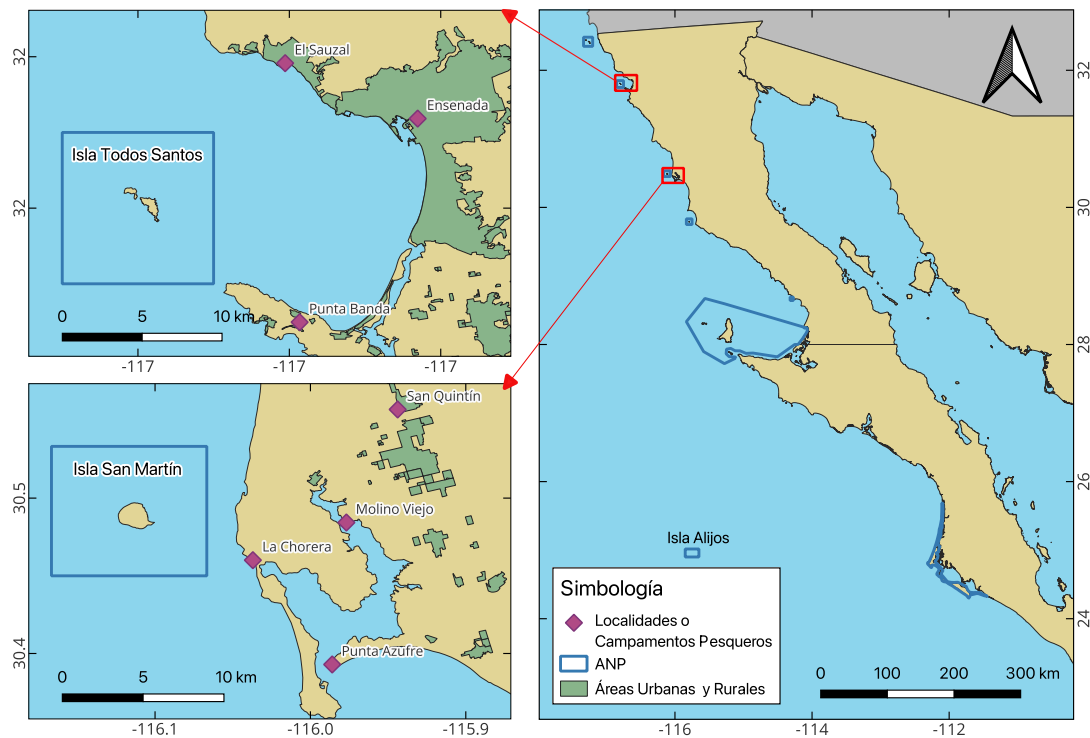 El Sauzal
Ensenada
Isla Todos Santos
Punta Banda
0 5 10 km
32
32
-117 -117 -117
San Quintín
Isla San Martín
Molino Viejo
La Chorera
Punta Azufre
0 5 10 km
30.5
30.4
-116.1 -116.0 -115.9
Isla Alijos
Simbología
Localidades o
Campamentos Pesqueros
ANP
Áreas Urbanas y Rurales
0 100 200 300 km
32
30
28
26
24
-116 -114 -112